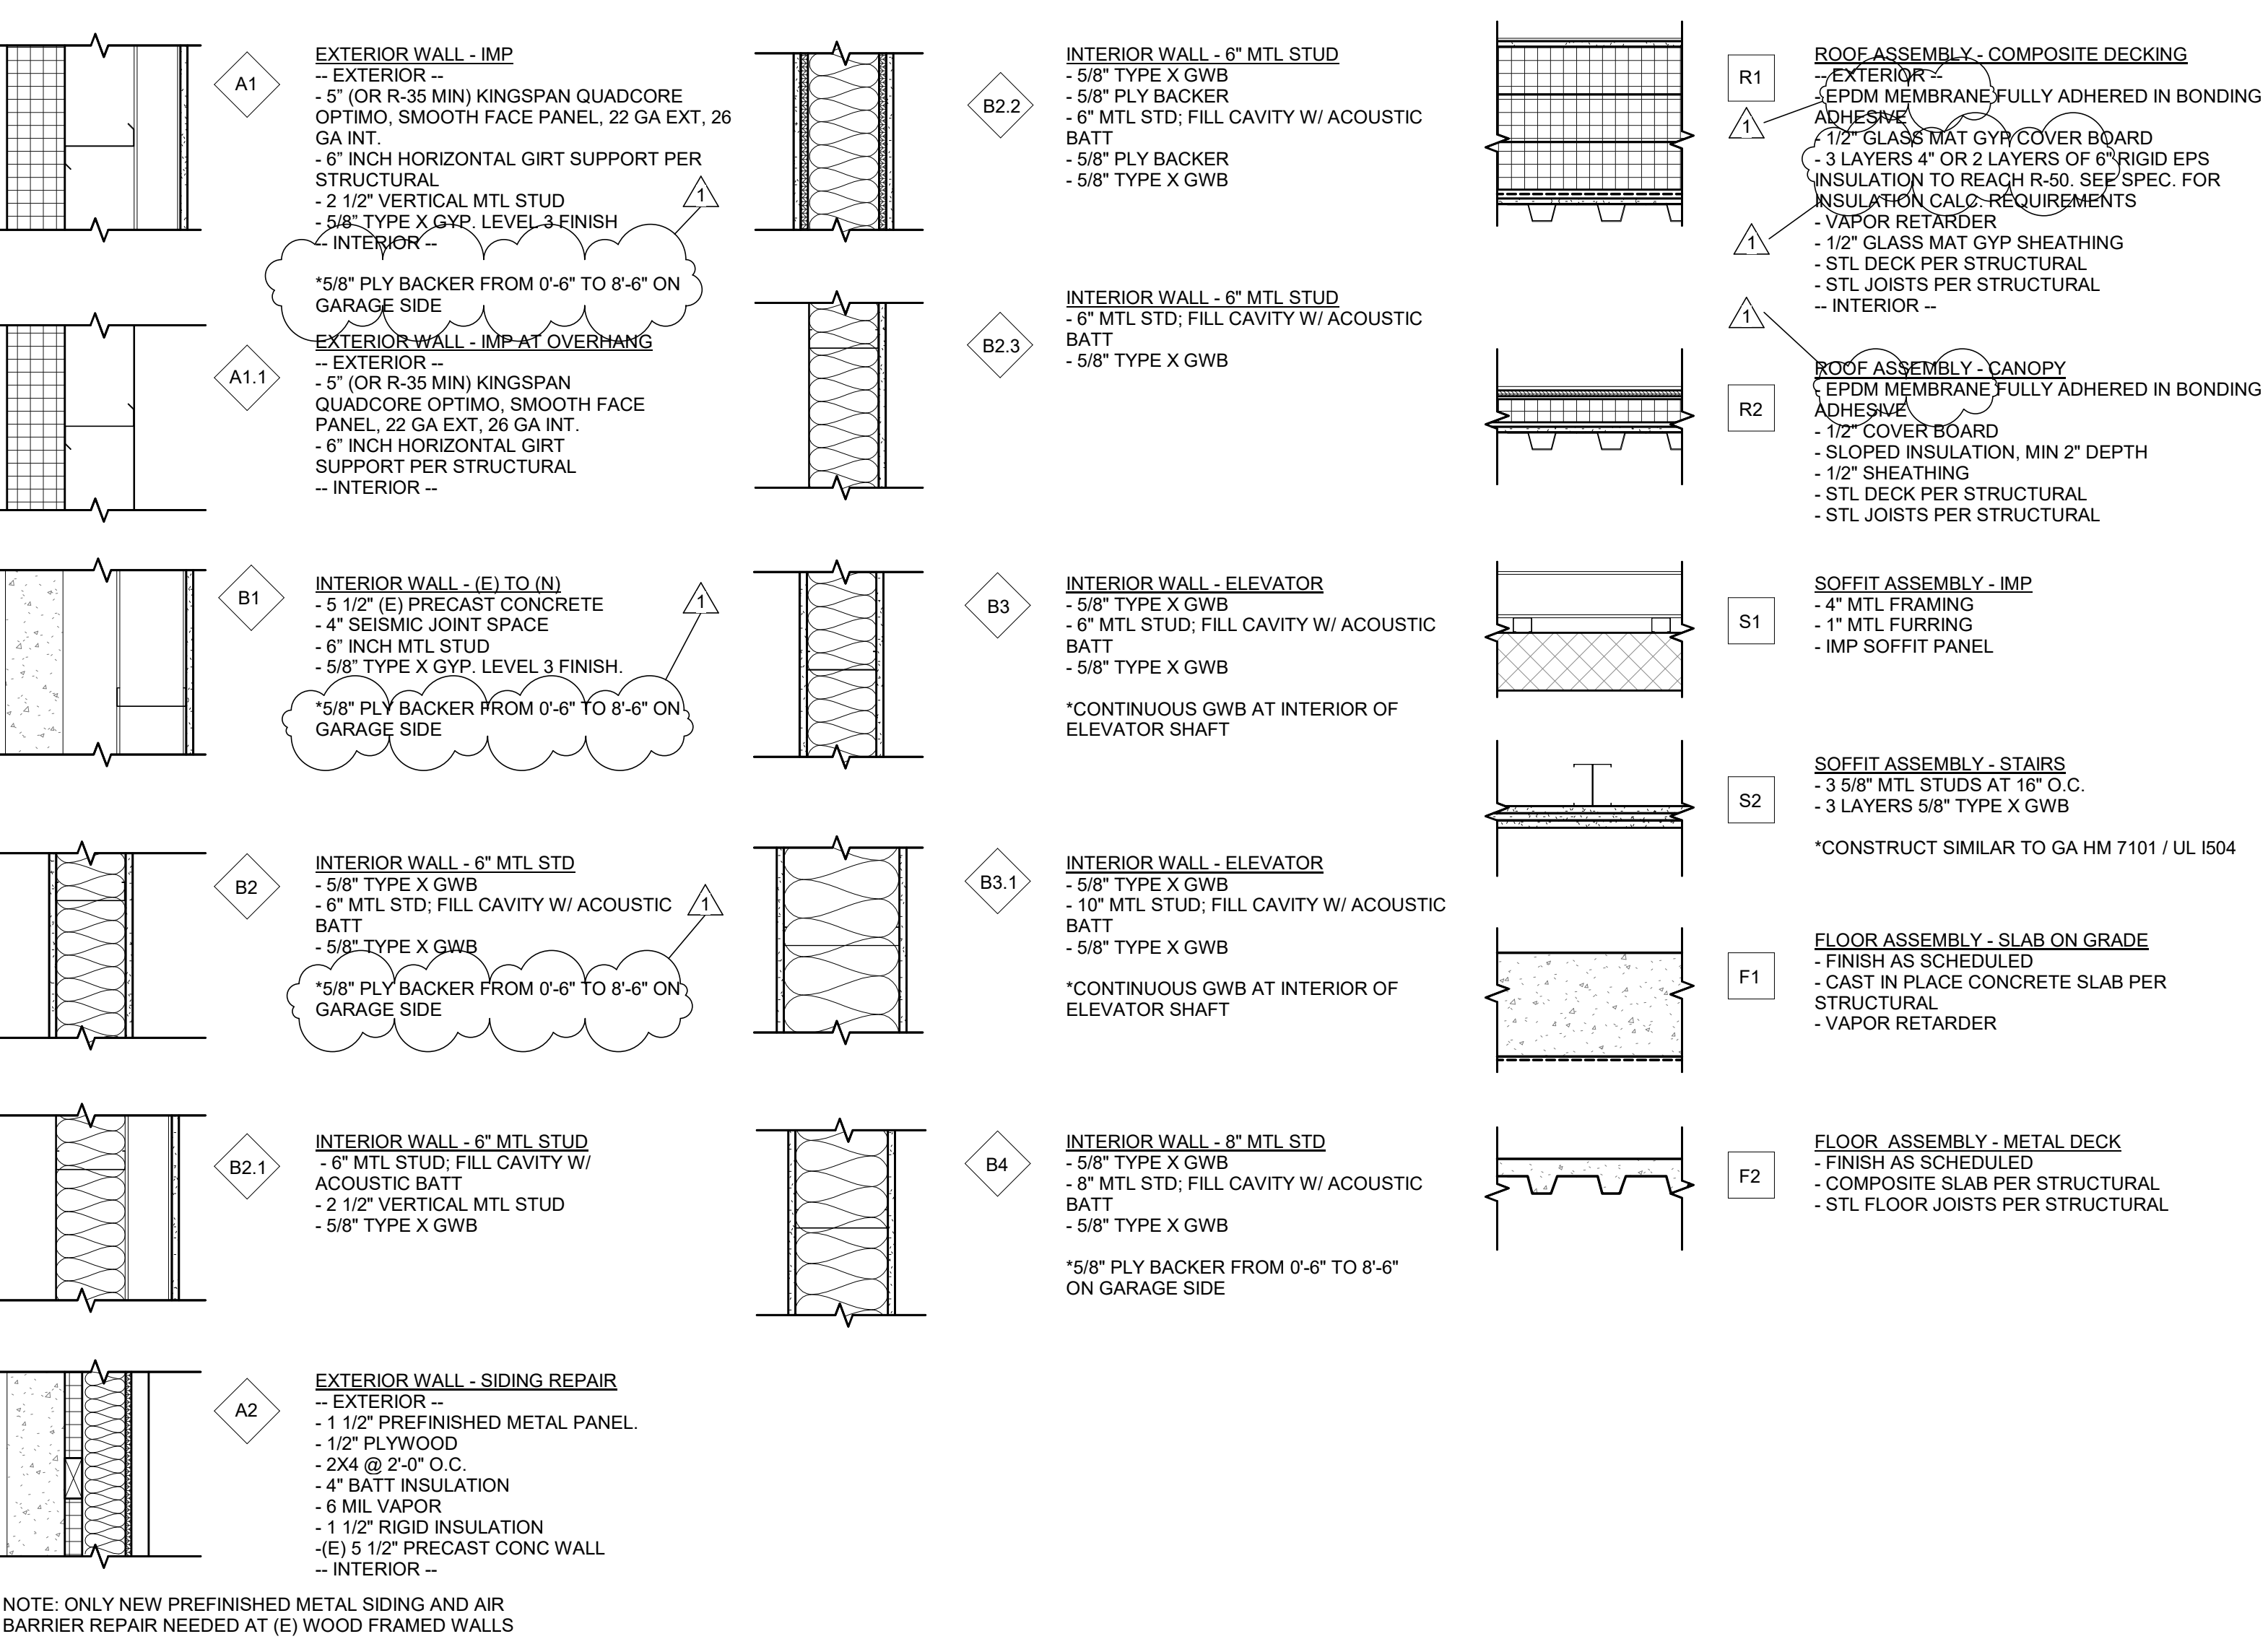 A1
EXTERIOR WALL - IMP
-- EXTERIOR --
- 5” (OR R-35 MIN) KINGSPAN QUADCORE
OPTIMO, SMOOTH FACE PANEL, 22 GA EXT, 26
GA INT.
- 6” INCH HORIZONTAL GIRT SUPPORT PER
STRUCTURAL
- 2 1/2" VERTICAL MTL STUD
- 5/8” TYPE X GYP. LEVEL 3 FINISH
-- INTERIOR --
*5/8" PLY BACKER FROM 0'-6" TO 8'-6" ON
GARAGE SIDE
1
A1.1
EXTERIOR WALL - IMP AT OVERHANG
-- EXTERIOR --
- 5” (OR R-35 MIN) KINGSPAN
QUADCORE OPTIMO, SMOOTH FACE
PANEL, 22 GA EXT, 26 GA INT.
- 6” INCH HORIZONTAL GIRT
SUPPORT PER STRUCTURAL
-- INTERIOR --
B1
INTERIOR WALL - (E) TO (N)
- 5 1/2" (E) PRECAST CONCRETE
- 4" SEISMIC JOINT SPACE
- 6” INCH MTL STUD
- 5/8” TYPE X GYP. LEVEL 3 FINISH.
*5/8" PLY BACKER FROM 0'-6" TO 8'-6" ON
GARAGE SIDE
1
B2
INTERIOR WALL - 6" MTL STD
- 5/8" TYPE X GWB
- 6" MTL STD; FILL CAVITY W/ ACOUSTIC
BATT
- 5/8" TYPE X GWB
*5/8" PLY BACKER FROM 0'-6" TO 8'-6" ON
GARAGE SIDE
1
B2.1
INTERIOR WALL - 6" MTL STUD
- 6" MTL STUD; FILL CAVITY W/
ACOUSTIC BATT
- 2 1/2" VERTICAL MTL STUD
- 5/8" TYPE X GWB
A2
EXTERIOR WALL - SIDING REPAIR
-- EXTERIOR --
- 1 1/2" PREFINISHED METAL PANEL.
- 1/2" PLYWOOD
- 2X4 @ 2'-0" O.C.
- 4" BATT INSULATION
- 6 MIL VAPOR
- 1 1/2" RIGID INSULATION
-(E) 5 1/2" PRECAST CONC WALL
-- INTERIOR --
NOTE: ONLY NEW PREFINISHED METAL SIDING AND AIR
BARRIER REPAIR NEEDED AT (E) WOOD FRAMED WALLS
B2.2
INTERIOR WALL - 6" MTL STUD
- 5/8" TYPE X GWB
- 5/8" PLY BACKER
- 6" MTL STD; FILL CAVITY W/ ACOUSTIC
BATT
- 5/8" PLY BACKER
- 5/8" TYPE X GWB
B2.3
INTERIOR WALL - 6" MTL STUD
- 6" MTL STD; FILL CAVITY W/ ACOUSTIC
BATT
- 5/8" TYPE X GWB
B3
INTERIOR WALL - ELEVATOR
- 5/8" TYPE X GWB
- 6" MTL STUD; FILL CAVITY W/ ACOUSTIC
BATT
- 5/8" TYPE X GWB
*CONTINUOUS GWB AT INTERIOR OF
ELEVATOR SHAFT
B3.1
INTERIOR WALL - ELEVATOR
- 5/8" TYPE X GWB
- 10" MTL STUD; FILL CAVITY W/ ACOUSTIC
BATT
- 5/8" TYPE X GWB
*CONTINUOUS GWB AT INTERIOR OF
ELEVATOR SHAFT
B4
INTERIOR WALL - 8" MTL STD
- 5/8" TYPE X GWB
- 8" MTL STD; FILL CAVITY W/ ACOUSTIC
BATT
- 5/8" TYPE X GWB
*5/8" PLY BACKER FROM 0'-6" TO 8'-6"
ON GARAGE SIDE
R1
ROOF ASSEMBLY - COMPOSITE DECKING
-- EXTERIOR --
- EPDM MEMBRANE FULLY ADHERED IN BONDING
ADHESIVE
- 1/2" GLASS MAT GYP COVER BOARD
- 3 LAYERS 4" OR 2 LAYERS OF 6" RIGID EPS
INSULATION TO REACH R-50. SEE SPEC. FOR
INSULATION CALC. REQUIREMENTS
- VAPOR RETARDER
- 1/2" GLASS MAT GYP SHEATHING
- STL DECK PER STRUCTURAL
- STL JOISTS PER STRUCTURAL
-- INTERIOR --
1
1
1
R2
ROOF ASSEMBLY - CANOPY
- EPDM MEMBRANE FULLY ADHERED IN BONDING
ADHESIVE
- 1/2" COVER BOARD
- SLOPED INSULATION, MIN 2" DEPTH
- 1/2" SHEATHING
- STL DECK PER STRUCTURAL
- STL JOISTS PER STRUCTURAL
S1
SOFFIT ASSEMBLY - IMP
- 4" MTL FRAMING
- 1" MTL FURRING
- IMP SOFFIT PANEL
S2
SOFFIT ASSEMBLY - STAIRS
- 3 5/8" MTL STUDS AT 16" O.C.
- 3 LAYERS 5/8" TYPE X GWB
*CONSTRUCT SIMILAR TO GA HM 7101 / UL I504
F1
FLOOR ASSEMBLY - SLAB ON GRADE
- FINISH AS SCHEDULED
- CAST IN PLACE CONCRETE SLAB PER
STRUCTURAL
- VAPOR RETARDER
F2
FLOOR ASSEMBLY - METAL DECK
- FINISH AS SCHEDULED
- COMPOSITE SLAB PER STRUCTURAL
- STL FLOOR JOISTS PER STRUCTURAL